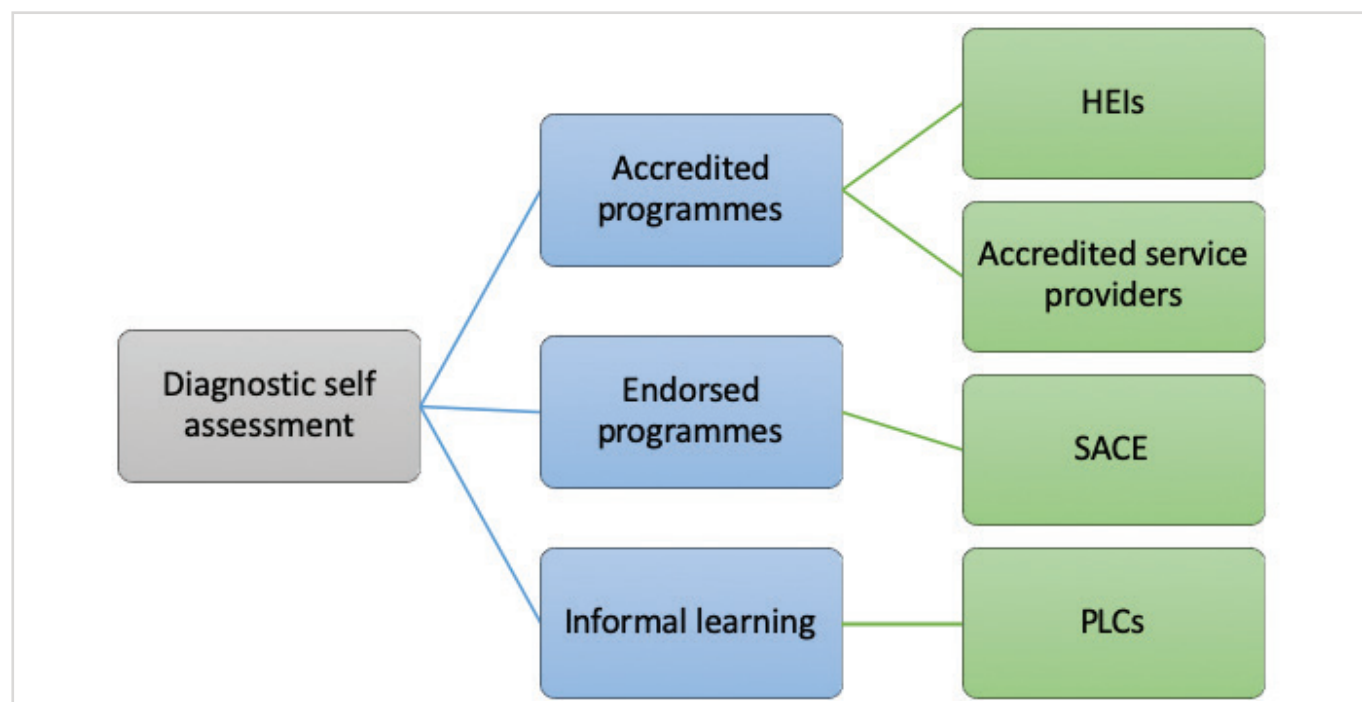 Diagnostic self
assessment
Accredited
programmes
Endorsed
programmes
Informal learning
HEIs
Accredited service
providers
SACE
PLCs